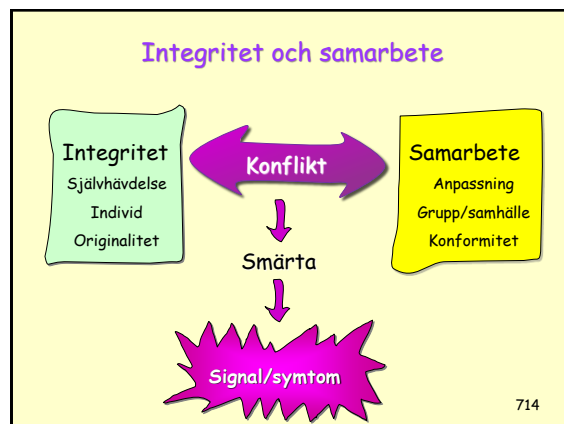 Integritet och samarbete
Integritet
Självhävdelse
Individ
Originalitet
Konflikt
Samarbete
Anpassning
Grupp/samhälle
Konformitet
Smärta
Signal/symtom
714